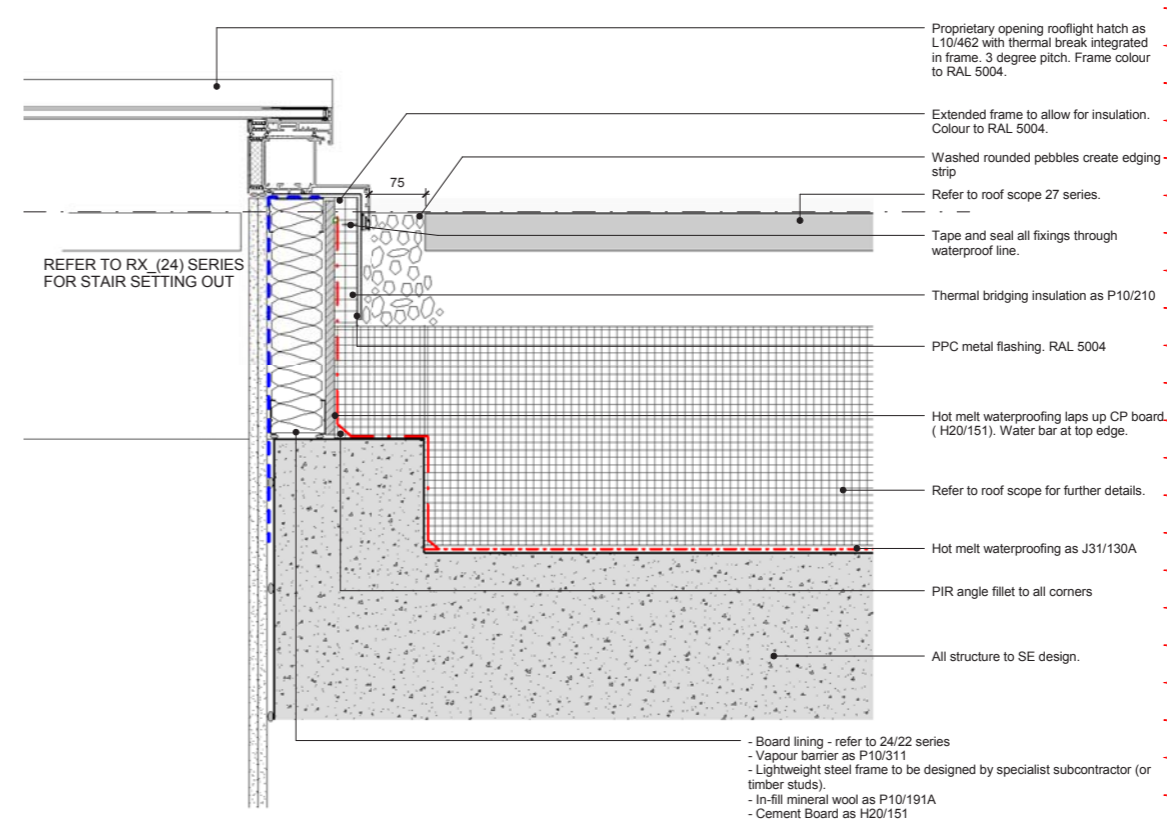 Proprietary opening rooflight hatch as
L10/462 with thermal break integrated
in frame. 3 degree pitch. Frame colour
to RAL 5004.
Extended frame to allow for insulation.
Colour to RAL 5004.
Washed rounded pebbles create edging
strip
75
Refer to roof scope 27 series.
Tape and seal all fixings through
waterproof line.
REFER TO RX_(24) SERIES
FOR STAIR SETTING OUT
Thermal bridging insulation as P10/210
PPC metal flashing. RAL 5004
Hot melt waterproofing laps up CP board
( H20/151). Water bar at top edge.
Refer to roof scope for further details.
Hot melt waterproofing as J31/130A
PIR angle fillet to all corners
All structure to SE design.
- Board lining - refer to 24/22 series
- Vapour barrier as P10/311
- Lightweight steel frame to be designed by specialist subcontractor (or
timber studs).
- In-fill mineral wool as P10/191A
- Cement Board as H20/151